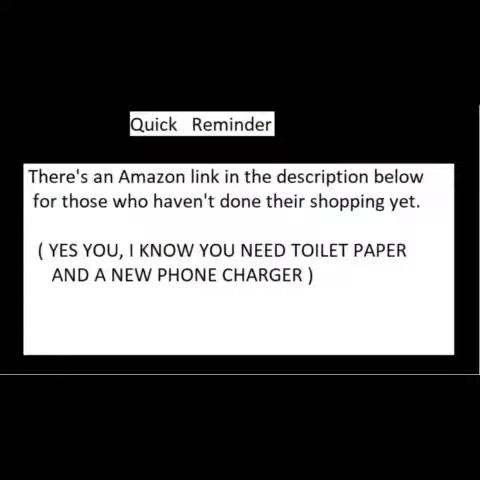 Quick Reminder
There's an Amazon link in the description below
for those who haven't done their shopping yet.
( YES YOU, I KNOW YOU NEED TOILET PAPER
AND A NEW PHONE CHARGER )